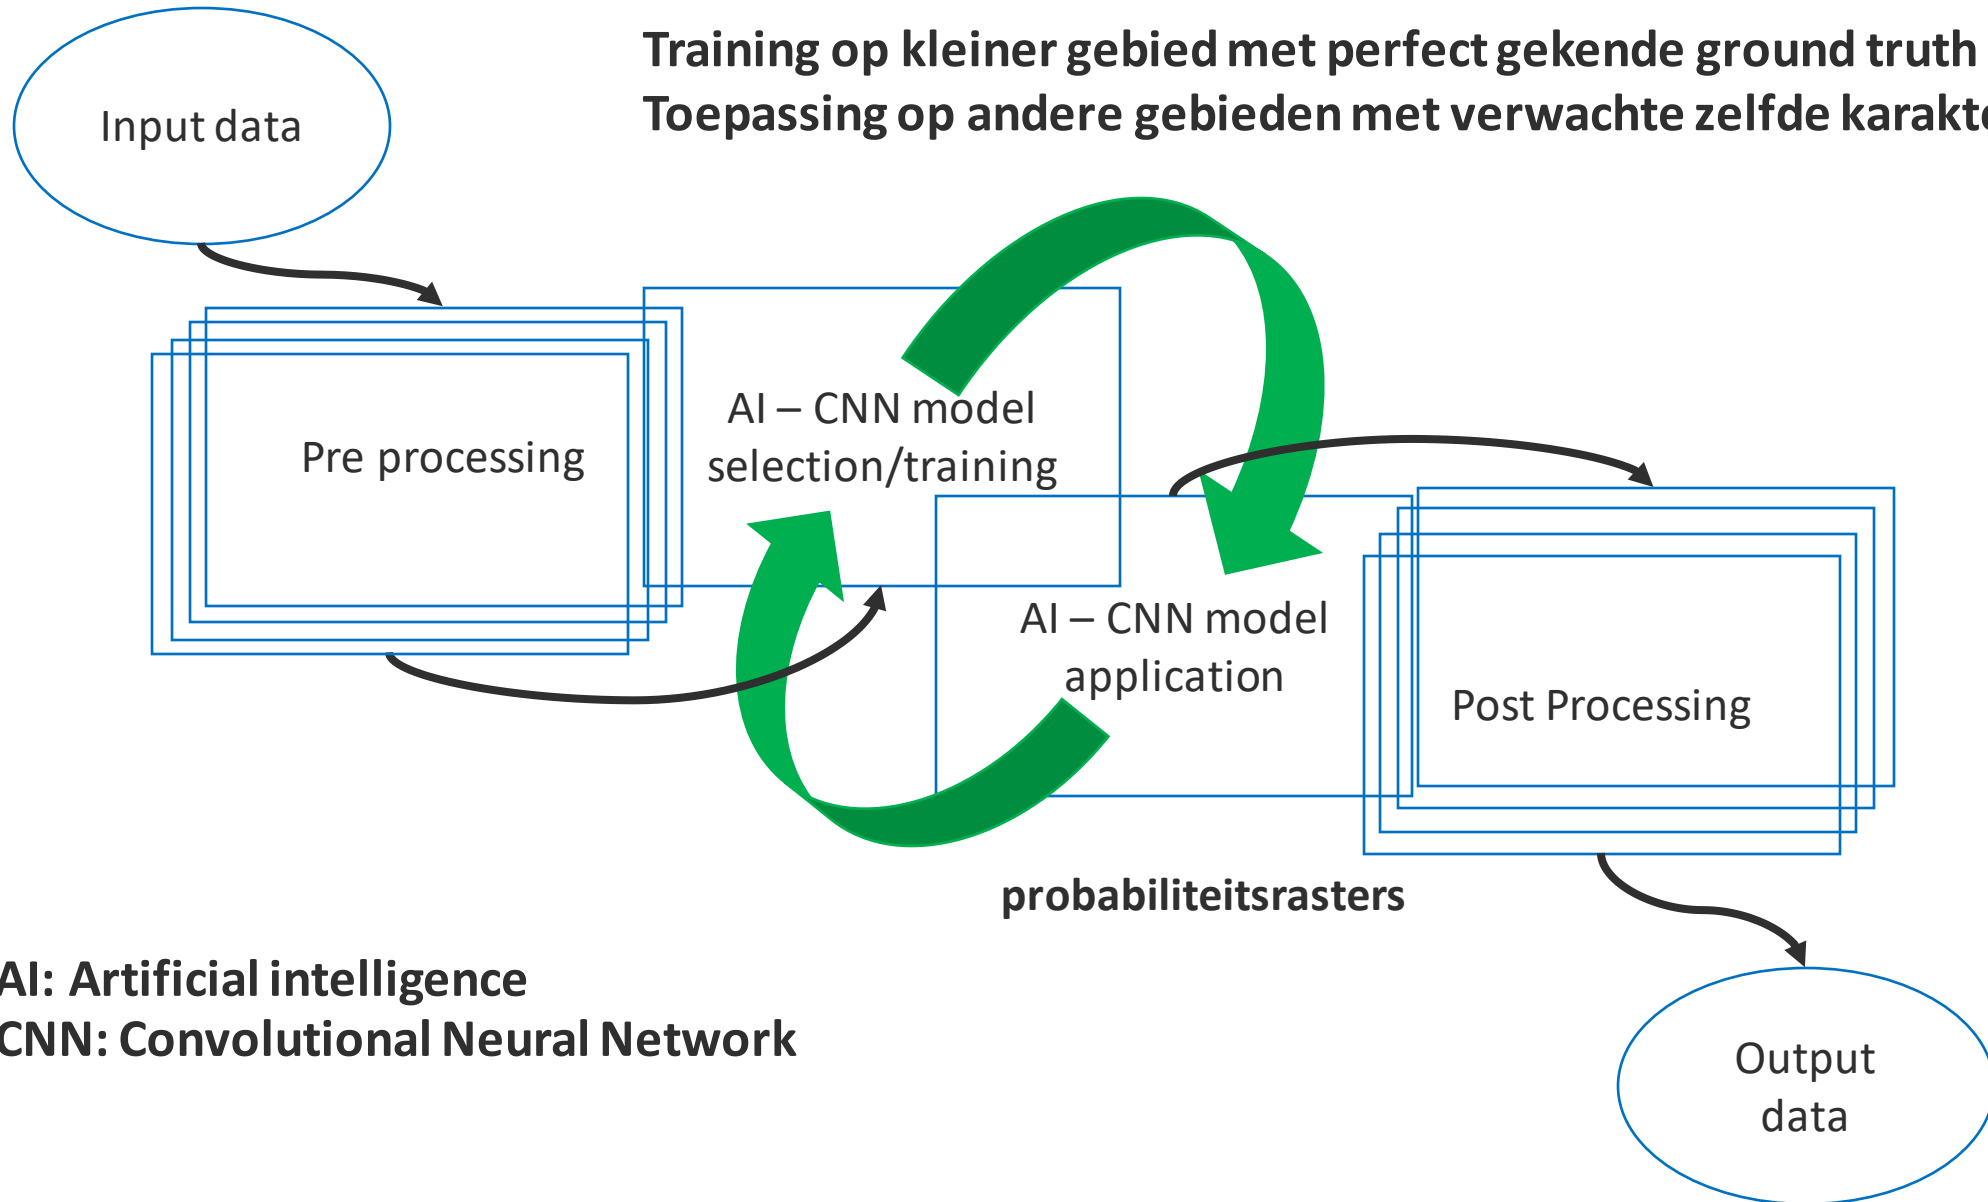 Training op kleiner gebied met perfect gekende ground truth
Toepassing op andere gebieden met verwachte zelfde
Input data
AI – CNN model
selection/training
Pre processing
AI – CNN model
application
Post Processing
probabiliteitsrasters
AI: Artificial intelligence
CNN: Convolutional Neural Network
Output
data